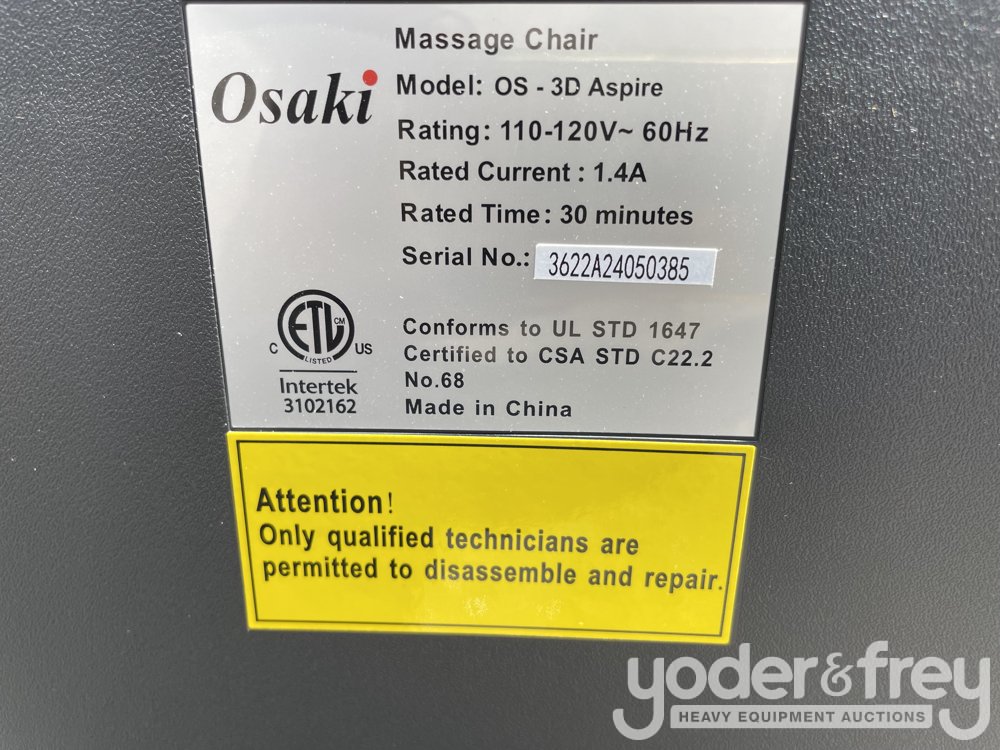 Osaki
Massage Chair
Model: OS - 3D Aspire
Rating: 110-120V~ 60Hz
Rated Current : 1.4A
Rated Time: 30 minutes
Serial No.: 3622A24050385
ETL CM
LISTED
C US
Intertek
3102162
Conforms to UL STD 1647
Certified to CSA STD C22.2
No.68
Made in China
Attention!
Only qualified technicians are
permitted to disassemble and repair.
yoder&frey
HEAVY EQUIPMENT AUCTIONS